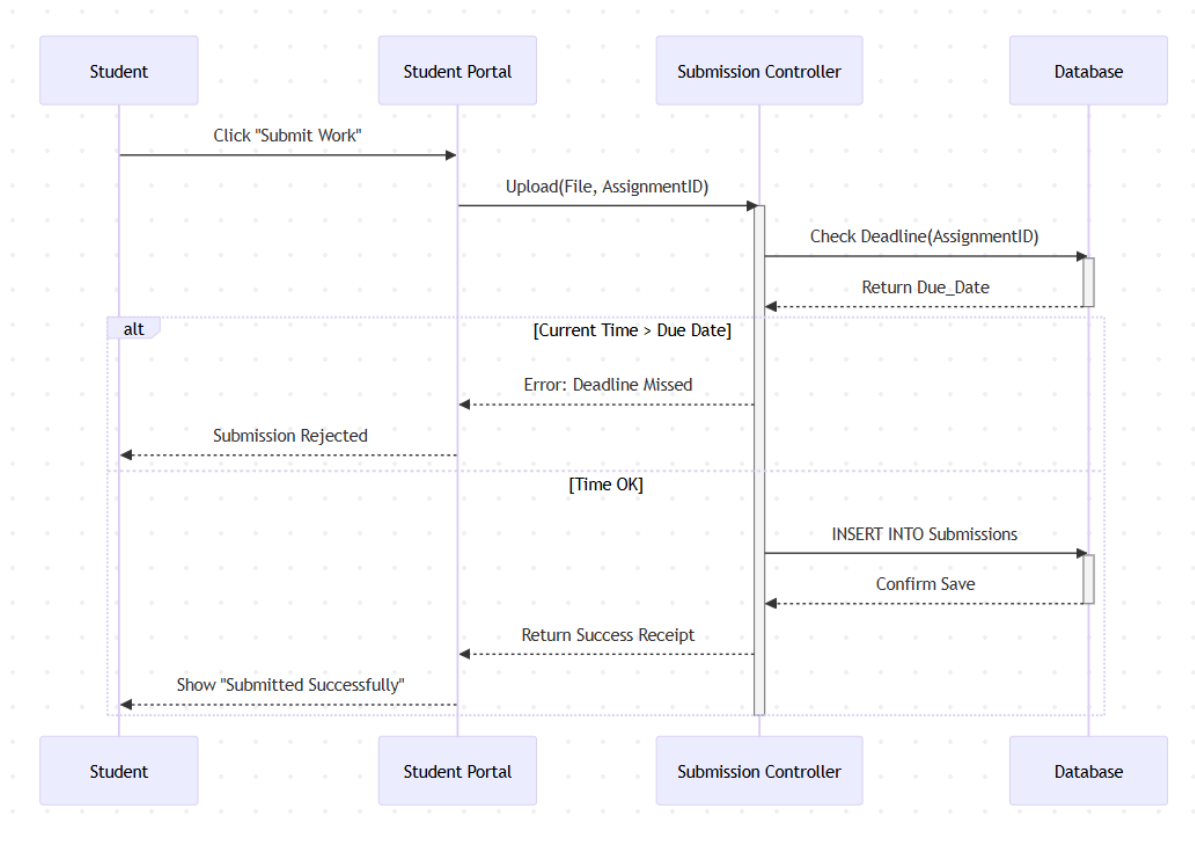 Student
Student Portal
Submission Controller
Database
Click "Submit Work"
Upload(File, AssignmentID)
Check Deadline(AssignmentID)
Return Due_Date
alt
[Current Time > Due Date]
Error: Deadline Missed
Submission Rejected
[Time OK]
INSERT INTO Submissions
Confirm Save
Return Success Receipt
Show "Submitted Successfully"
Student
Student Portal
Submission Controller
Database